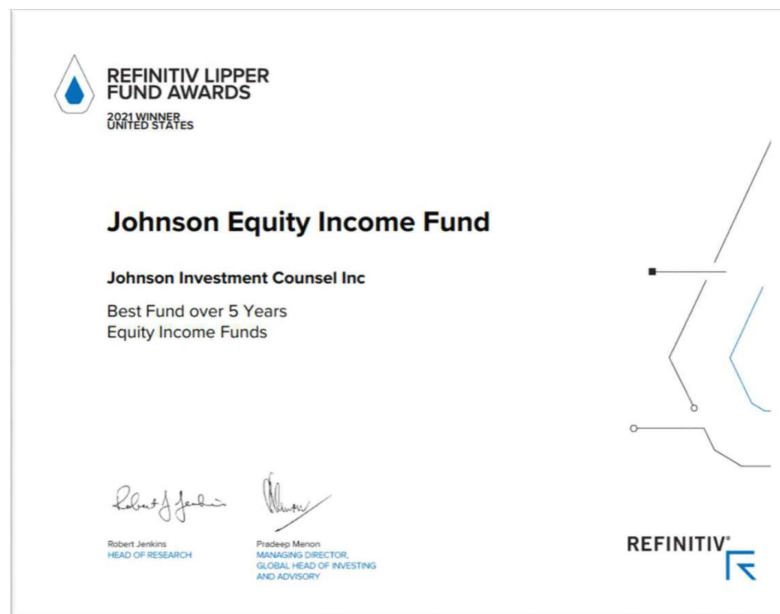 REFINITIV LIPPER
FUND AWARDS
2021 WINNER
UNITED STATES
Johnson Equity Income Fund
Johnson Investment Counsel Inc
Best Fund over 5 Years
Equity Income Funds
Robert J Jenkins
Robert Jenkins
HEAD OF RESEARCH
Pradeep Menon
MANAGING DIRECTOR,
GLOBAL HEAD OF INVESTING
AND ADVISORY
REFINITIV®